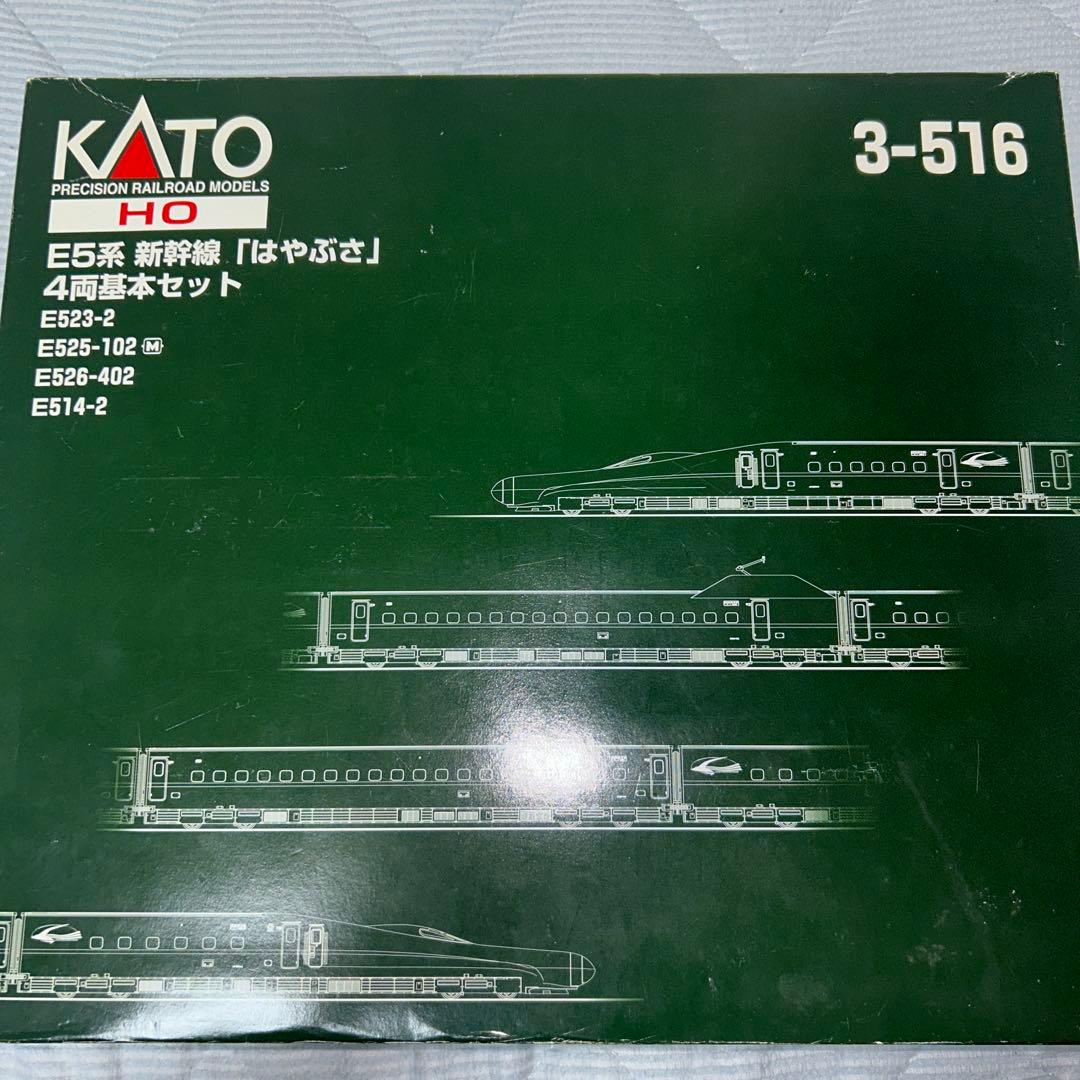 KATO
PRECISION RAILROAD MODELS
HO
3-516
E5系 新幹線「はやぶさ」
4両基本セット
E523-2
E525-102 M
E526-402
E514-2